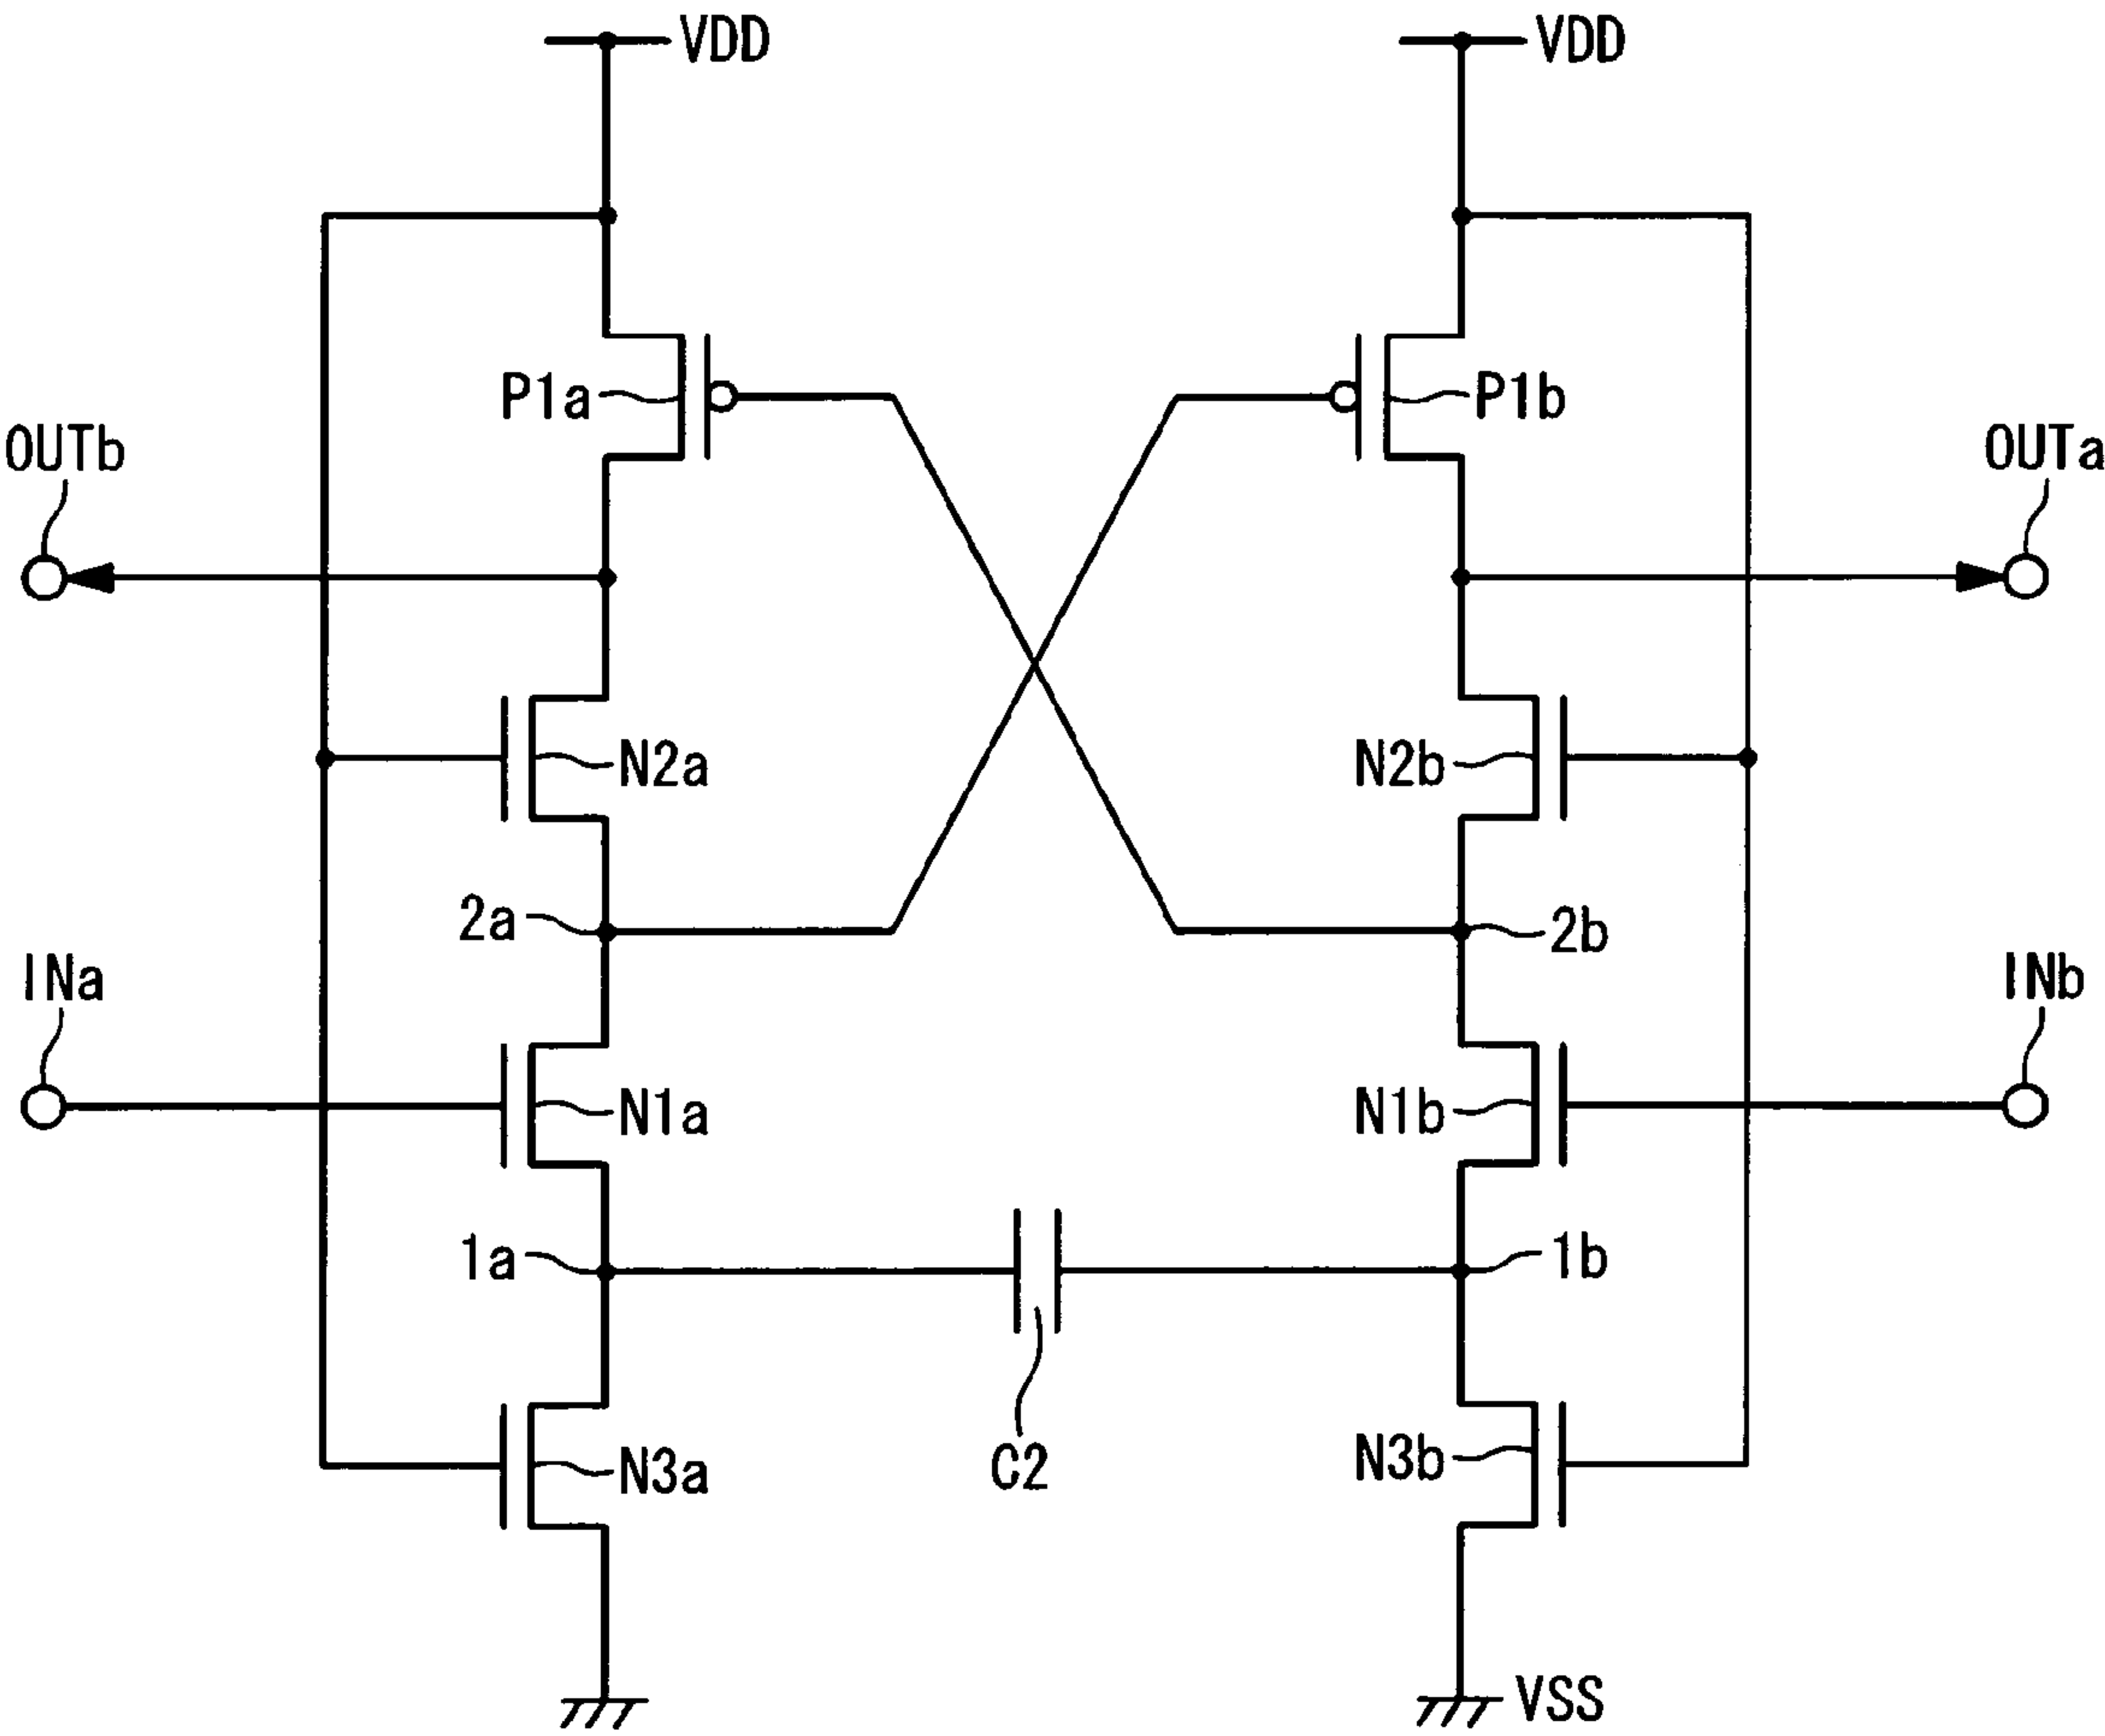 VDD
VDD
P1a
P1b
OUTb
OUTa
N2a
N2b
2a
2b
INa
INb
N1a
N1b
1a
1b
C2
N3a
N3b
VSS